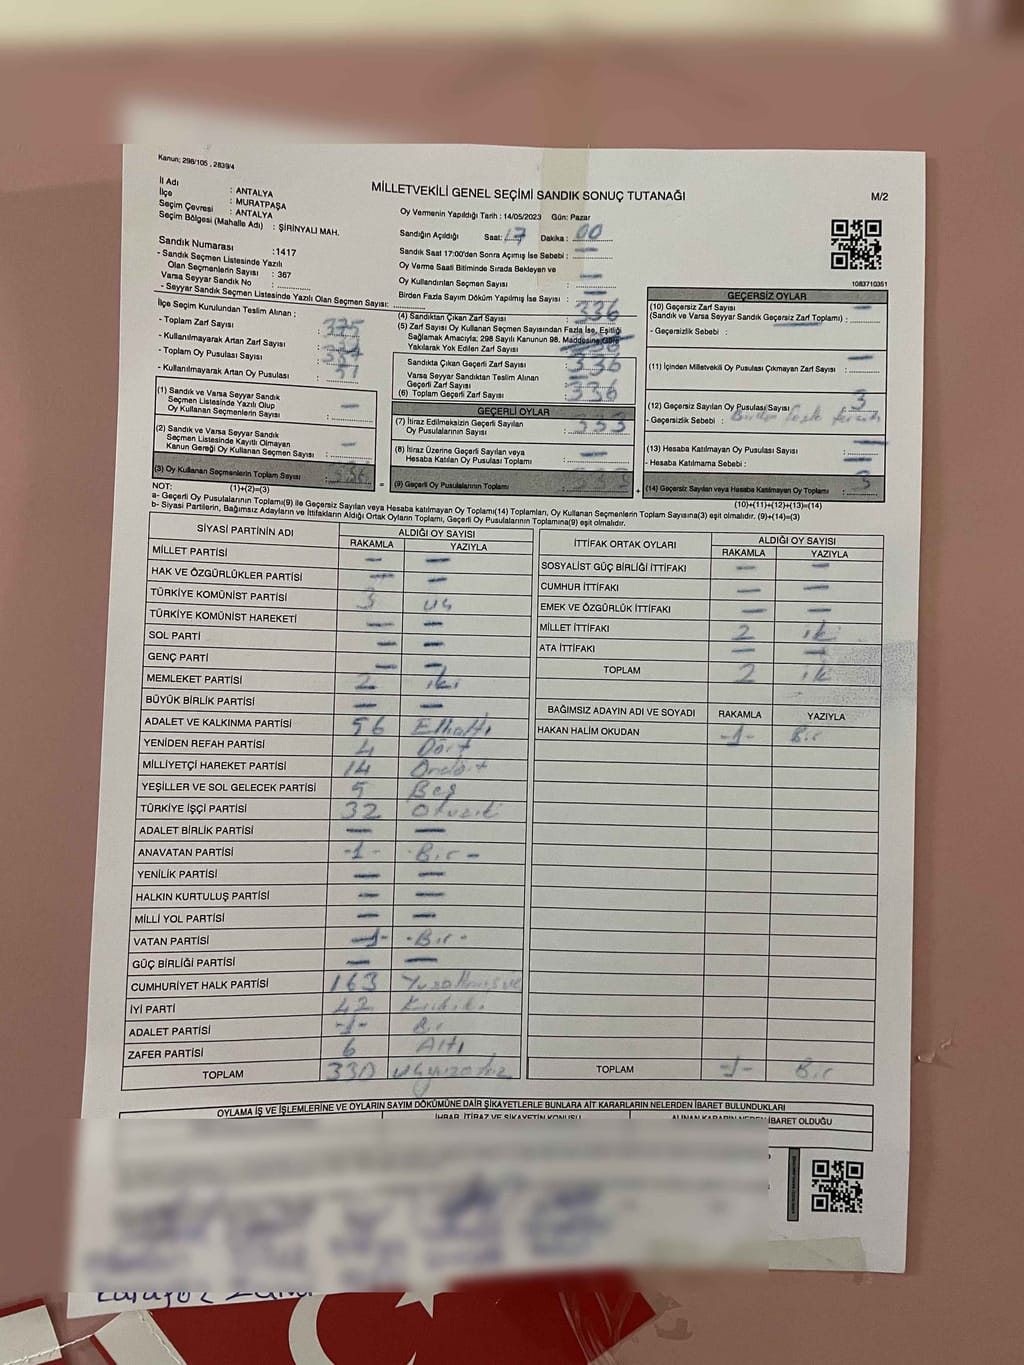 Kanun; 298/105 , 2839/4
MİLLETVEKİLİ GENEL SEÇİMİ SANDIK SONUÇ TUTANAĞI
M/2
İl Adı : ANTALYA
İlçe : MURATPAŞA
Seçim Çevresi : ANTALYA
Seçim Bölgesi (Mahalle Adı) : ŞİRİNYALI MAH.
Sandık Numarası :1417
- Sandık Seçmen Listesinde Yazılı
Olan Seçmenlerin Sayısı : 367
Varsa Seyyar Sandık No :
- Seyyar Sandık Seçmen Listesinde Yazılı Olan Seçmen Sayısı:
Oy Vermenin Yapıldığı Tarih : 14/05/2023 Gün: Pazar
Sandığın Açıldığı Saat: 17 Dakika : 00
Sandık Saat 17:00'den Sonra Açımış İse Sebebi : —
Oy Verme Saati Bitiminde Sırada Bekleyen ve
Oy Kullandırılan Seçmen Sayısı : —
Birden Fazla Sayım Döküm Yapılmış İse Sayısı : —
1083710351
İlçe Seçim Kurulundan Teslim Alınan ;
- Toplam Zarf Sayısı : 375
- Kullanılmayarak Artan Zarf Sayısı
- Toplam Oy Pusulası Sayısı
- Kullanılmayarak Artan Oy Pusulası : 51
(1) Sandık ve Varsa Seyyar Sandık
Seçmen Listesinde Yazılı Olup
Oy Kullanan Seçmenlerin Sayısı : —
(2) Sandık ve Varsa Seyyar Sandık
Seçmen Listesinde Kayıtlı Olmayan
Kanun Gereği Oy Kullanan Seçmen Sayısı : —
(3) Oy Kullanan Seçmenlerin Toplam Sayısı : 336
(1)+(2)=(3)
(4) Sandıktan Çıkan Zarf Sayısı : 336
(5) Zarf Sayısı Oy Kullanan Seçmen Sayısından Fazla İse, Eşitliği
Sağlamak Amacıyla; 298 Sayılı Kanunun 98. Maddesine Göre
Yakılarak Yok Edilen Zarf Sayısı
Sandıkta Çıkan Geçerli Zarf Sayısı : 336
Varsa Seyyar Sandıktan Teslim Alınan
Geçerli Zarf Sayısı
(6) Toplam Geçerli Zarf Sayısı : 336
GEÇERLİ OYLAR
(7) İtiraz Edilmeksizin Geçerli Sayılan
Oy Pusulalarının Sayısı : 333
(8) İtiraz Üzerine Geçerli Sayılan veya
Hesaba Katılan Oy Pusulası Toplamı : —
= (9) Geçerli Oy Pusulalarının Toplamı : 333
GEÇERSİZ OYLAR
(10) Geçersiz Zarf Sayısı
(Sandık ve Varsa Seyyar Sandık Geçersiz Zarf Toplamı) : —
- Geçersizlik Sebebi :
(11) İçinden Milletvekili Oy Pusulası Çıkmayan Zarf Sayısı : —
(12) Geçersiz Sayılan Oy Pusulası Sayısı : 3
- Geçersizlik Sebebi : Birden fazla
(13) Hesaba Katılmayan Oy Pusulası Sayısı : —
- Hesaba Katılmama Sebebi : —
+ (14) Geçersiz Sayılan veya Hesaba Katılmayan Oy Toplamı : 3
(10)+(11)+(12)+(13)=(14)
NOT:
a- Geçerli Oy Pusulalarının Toplamı(9) ile Geçersiz Sayılan veya Hesaba katılmayan Oy Toplamı(14) Toplamları, Oy Kullanan Seçmenlerin Toplam Sayısına(3) eşit olmalıdır. (9)+(14)=(3)
b- Siyasi Partilerin, Bağımsız Adayların ve İttifakların Aldığı Ortak Oyların Toplamı, Geçerli Oy Pusulalarının Toplamına(9) eşit olmalıdır.
SİYASİ PARTİNİN ADI ALDIĞI OY SAYISI
RAKAMLA YAZIYLA
MİLLET PARTİSİ — —
HAK VE ÖZGÜRLÜKLER PARTİSİ — —
TÜRKİYE KOMÜNİST PARTİSİ 3 üç
TÜRKİYE KOMÜNİST HAREKETİ — —
SOL PARTİ — —
GENÇ PARTİ — —
MEMLEKET PARTİSİ 2 iki
BÜYÜK BİRLİK PARTİSİ — —
ADALET VE KALKINMA PARTİSİ 56 Elhaltı
YENİDEN REFAH PARTİSİ 4 Dört
MİLLİYETÇİ HAREKET PARTİSİ 14 Ondört
YEŞİLLER VE SOL GELECEK PARTİSİ 5 Beş
TÜRKİYE İŞÇİ PARTİSİ 32 Otuziki
ADALET BİRLİK PARTİSİ — —
ANAVATAN PARTİSİ -1- -Bir-
YENİLİK PARTİSİ — —
HALKIN KURTULUŞ PARTİSİ — —
MİLLİ YOL PARTİSİ — —
VATAN PARTİSİ -1- -Bir-
GÜÇ BİRLİĞİ PARTİSİ — —
CUMHURİYET HALK PARTİSİ 163
İYİ PARTİ 42 Kırkiki
ADALET PARTİSİ -1- Bir
ZAFER PARTİSİ 6 Altı
TOPLAM 330 üçyüzotuz
İTTİFAK ORTAK OYLARI ALDIĞI OY SAYISI
RAKAMLA YAZIYLA
SOSYALİST GÜÇ BİRLİĞİ İTTİFAKI — —
CUMHUR İTTİFAKI — —
EMEK VE ÖZGÜRLÜK İTTİFAKI — —
MİLLET İTTİFAKI 2 iki
ATA İTTİFAKI — —
TOPLAM 2 iki
BAĞIMSIZ ADAYIN ADI VE SOYADI RAKAMLA YAZIYLA
HAKAN HALİM OKUDAN -1- Bir
TOPLAM -1- Bir
OYLAMA İŞ VE İŞLEMLERİNE VE OYLARIN SAYIM DÖKÜMÜNE DAİR ŞİKAYETLERLE BUNLARA AİT KARARLARIN NELERDEN İBARET BULUNDUKLARI
İHBAR, İTİRAZ VE ŞİKAYETİN KONUSU ALINAN KARARIN NEDEN İBARET OLDUĞU